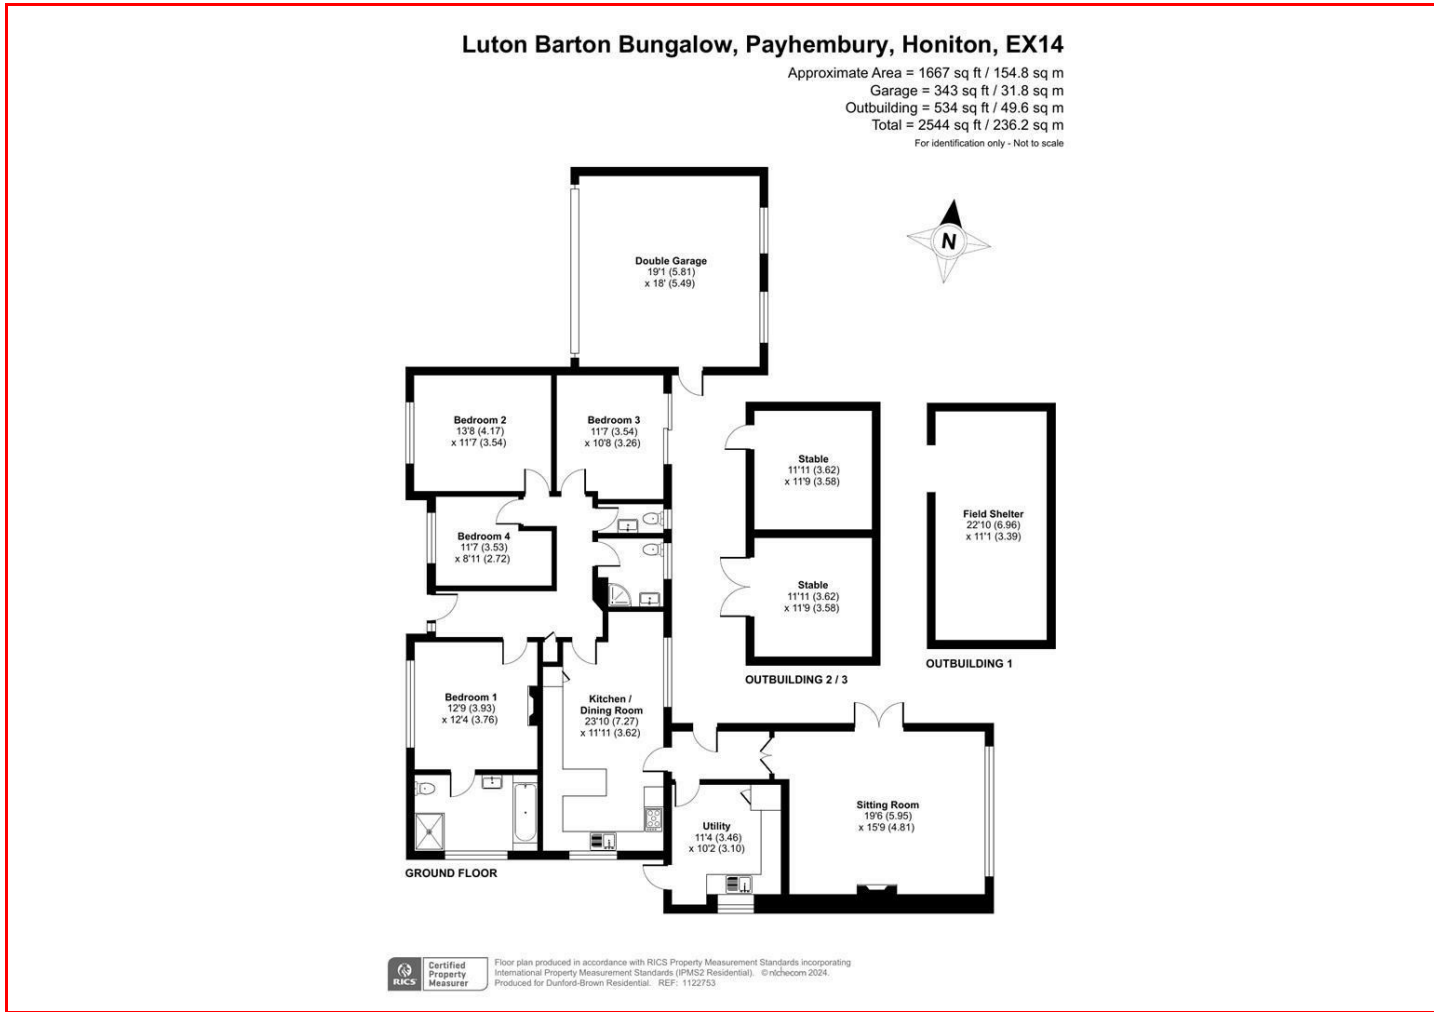 Luton Barton Bungalow, Payhembury, Honiton, EX14
Approximate Area = 1667 sq ft / 154.8 sq m
Garage = 343 sq ft / 31.8 sq m
Outbuilding = 534 sq ft / 49.6 sq m
Total = 2544 sq ft / 236.2 sq m
For identification only - Not to scale
N
Double Garage
19'1 (5.81)
x 18' (5.49)
Bedroom 2
13'8 (4.17)
x 11'7 (3.54)
Bedroom 3
11'7 (3.54)
x 10'8 (3.26)
Stable
11'11 (3.62)
x 11'9 (3.58)
Field Shelter
22'10 (6.96)
x 11'1 (3.39)
Bedroom 4
11'7 (3.53)
x 8'11 (2.72)
Stable
11'11 (3.62)
x 11'9 (3.58)
OUTBUILDING 1
OUTBUILDING 2 / 3
Bedroom 1
12'9 (3.93)
x 12'4 (3.76)
Kitchen /
Dining Room
23'10 (7.27)
x 11'11 (3.62)
Sitting Room
19'6 (5.95)
x 15'9 (4.81)
Utility
11'4 (3.46)
x 10'2 (3.10)
GROUND FLOOR
RICS
Certified
Property
Measurer
Floor plan produced in accordance with RICS Property Measurement Standards incorporating
International Property Measurement Standards (IPMS2 Residential). © nichecom 2024.
Produced for Dunford-Brown Residential. REF: 1122753